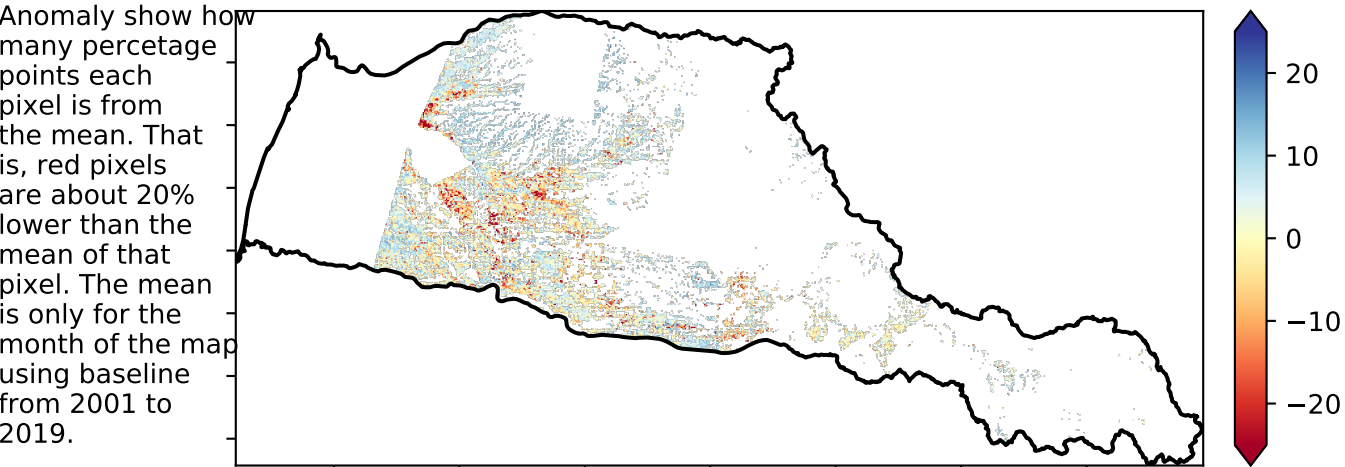 Anomaly show how
many percetage
points each
pixel is from
the mean. That
is, red pixels
are about 20%
lower than the
mean of that
pixel. The mean
is only for the
month of the map
using baseline
from 2001 to
2019.
20
10
0
−10
−20